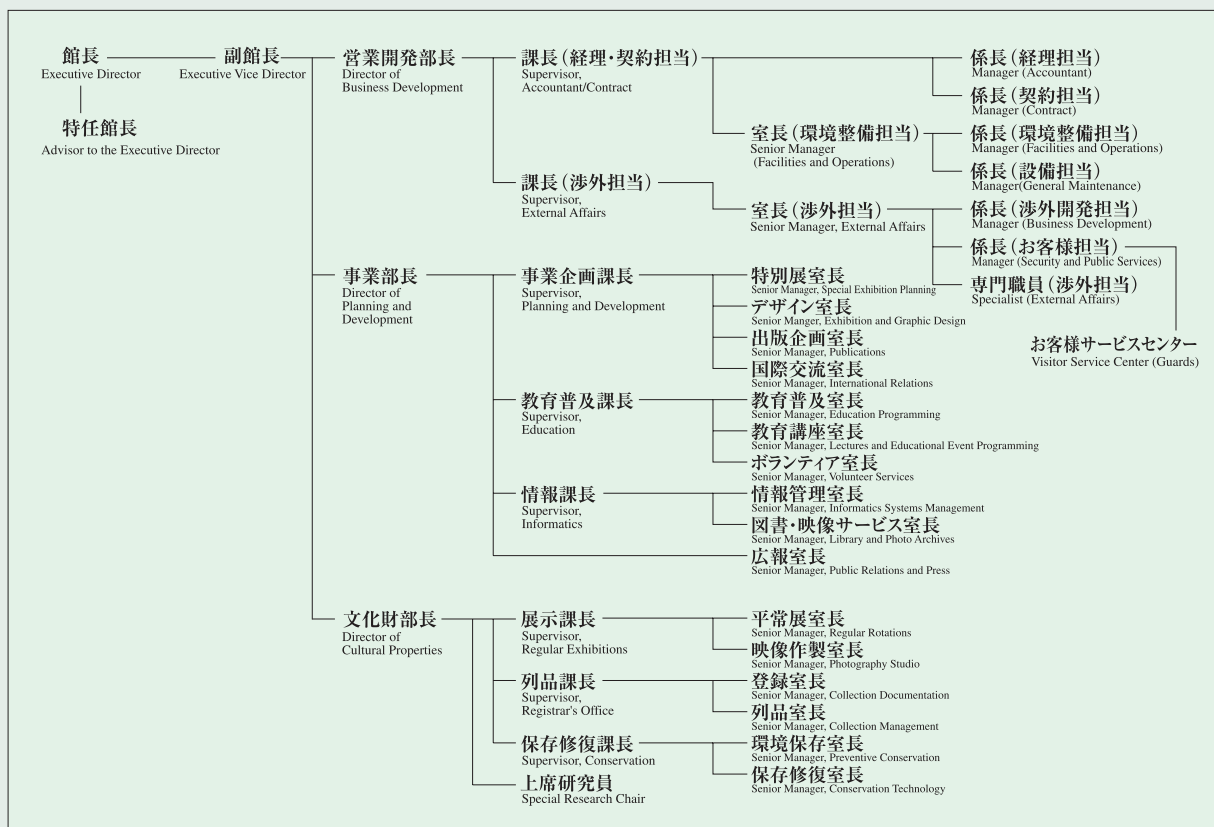 館長
Executive Director
特任館長
Advisor to the Executive Director
副館長
Executive Vice Director
営業開発部長
Director of
Business Development
課長（経理・契約担当）
Supervisor,
Accountant/Contract
係長（経理担当）
Manager (Accountant)
係長（契約担当）
Manager (Contract)
室長（環境整備担当）
Senior Manager
(Facilities and Operations)
係長（環境整備担当）
Manager (Facilities and Operations)
係長（設備担当）
Manager(General Maintenance)
課長（渉外担当）
Supervisor,
External Affairs
室長（渉外担当）
Senior Manager, External Affairs
係長（渉外開発担当）
Manager (Business Development)
係長（お客様担当）
Manager (Security and Public Services)
専門職員（渉外担当）
Specialist (External Affairs)
お客様サービスセンター
Visitor Service Center (Guards)
事業部長
Director of
Planning and
Development
事業企画課長
Supervisor,
Planning and Development
特別展室長
Senior Manager, Special Exhibition Planning
デザイン室長
Senior Manger, Exhibition and Graphic Design
出版企画室長
Senior Manager, Publications
国際交流室長
Senior Manager, International Relations
教育普及課長
Supervisor,
Education
教育普及室長
Senior Manager, Education Programming
教育講座室長
Senior Manager, Lectures and Educational Event Programming
ボランティア室長
Senior Manager, Volunteer Services
情報課長
Supervisor,
Informatics
情報管理室長
Senior Manager, Informatics Systems Management
図書・映像サービス室長
Senior Manager, Library and Photo Archives
広報室長
Senior Manager, Public Relations and Press
文化財部長
Director of
Cultural Properties
展示課長
Supervisor,
Regular Exhibitions
平常展室長
Senior Manager, Regular Rotations
映像作製室長
Senior Manager, Photography Studio
列品課長
Supervisor,
Registrar's Office
登録室長
Senior Manager, Collection Documentation
列品室長
Senior Manager, Collection Management
保存修復課長
Supervisor, Conservation
環境保存室長
Senior Manager, Preventive Conservation
保存修復室長
Senior Manager, Conservation Technology
上席研究員
Special Research Chair